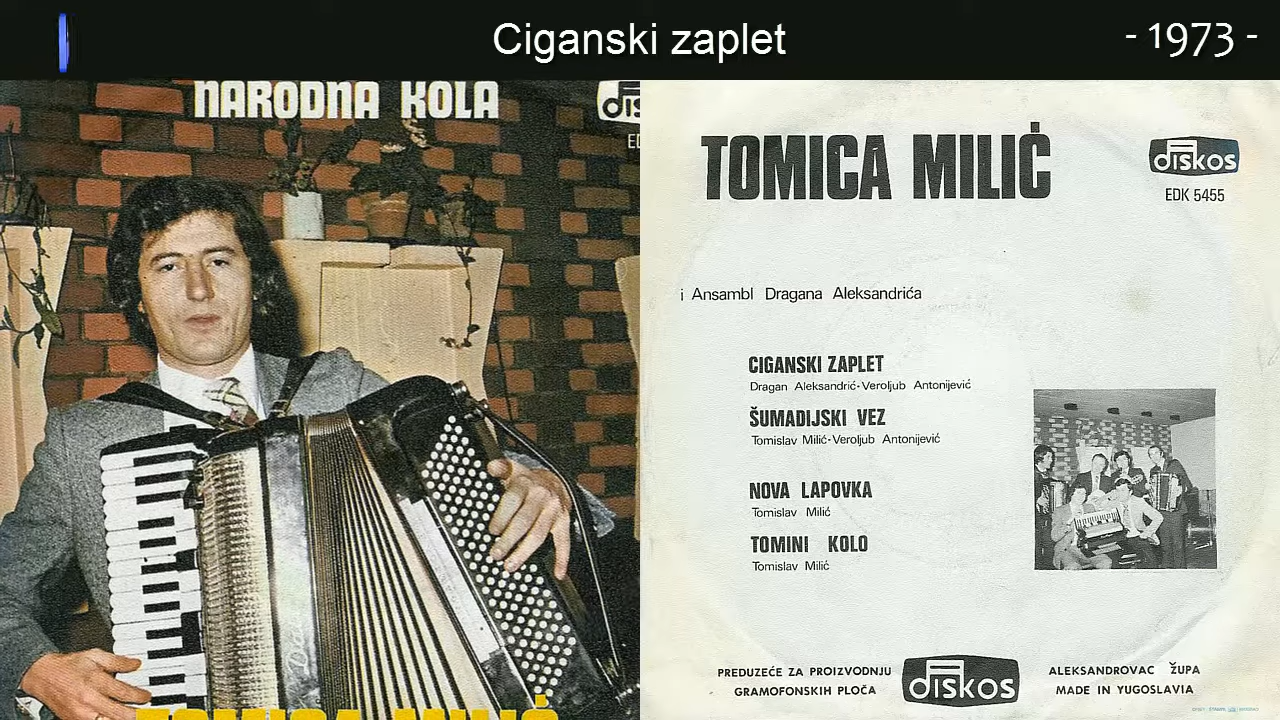 Ciganski zaplet
- 1973 -
NARODNA KOLA
TOMICA MILIĆ
DISKOS
EDK 5455
i Ansambl Dragana Aleksandrića
CIGANSKI ZAPLET
Dragan Aleksandrić-Veroljub Antonijević
ŠUMADIJSKI VEZ
Tomislav Milić-Veroljub Antonijević
NOVA LAPOVKA
Tomislav Milić
TOMINI KOLO
Tomislav Milić
PREDUZEĆE ZA PROIZVODNJU
GRAMOFONSKIH PLOČA
DISKOS
ALEKSANDROVAC ŽUPA
MADE IN YUGOSLAVIA
TOMICA MILIĆ